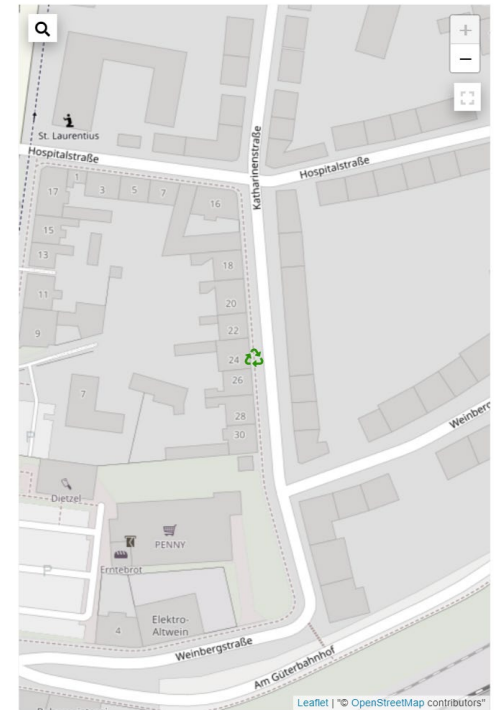 +
−
St. Laurentius
Hospitalstraße
Katharinenstraße
Hospitalstraße
17
1
3
5
7
16
15
13
18
11
20
22
9
24
26
7
28
30
P
Weinberg
Dietzel
PENNY
Erntebrot
P
4
Elektro-
Altwein
Weinbergstraße
Am Güterbahnhof
Leaflet | "© OpenStreetMap contributors"